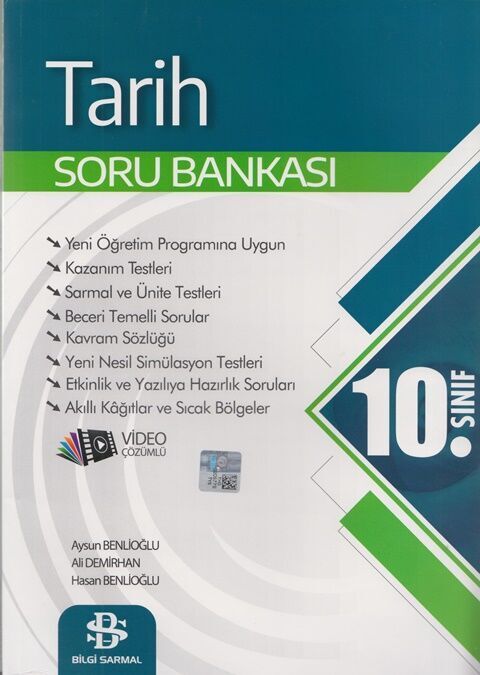 Tarih
SORU BANKASI
Yeni Öğretim Programına Uygun
Kazanım Testleri
Sarmal ve Ünite Testleri
Beceri Temelli Sorular
Kavram Sözlüğü
Yeni Nesil Simülasyon Testleri
Etkinlik ve Yazılıya Hazırlık Soruları
Akıllı Kâğıtlar ve Sıcak Bölgeler
10. SINIF
VİDEO
ÇÖZÜMLÜ
Aysun BENLİOĞLU
Ali DEMİRHAN
Hasan BENLİOĞLU
BS
BİLGİ SARMAL